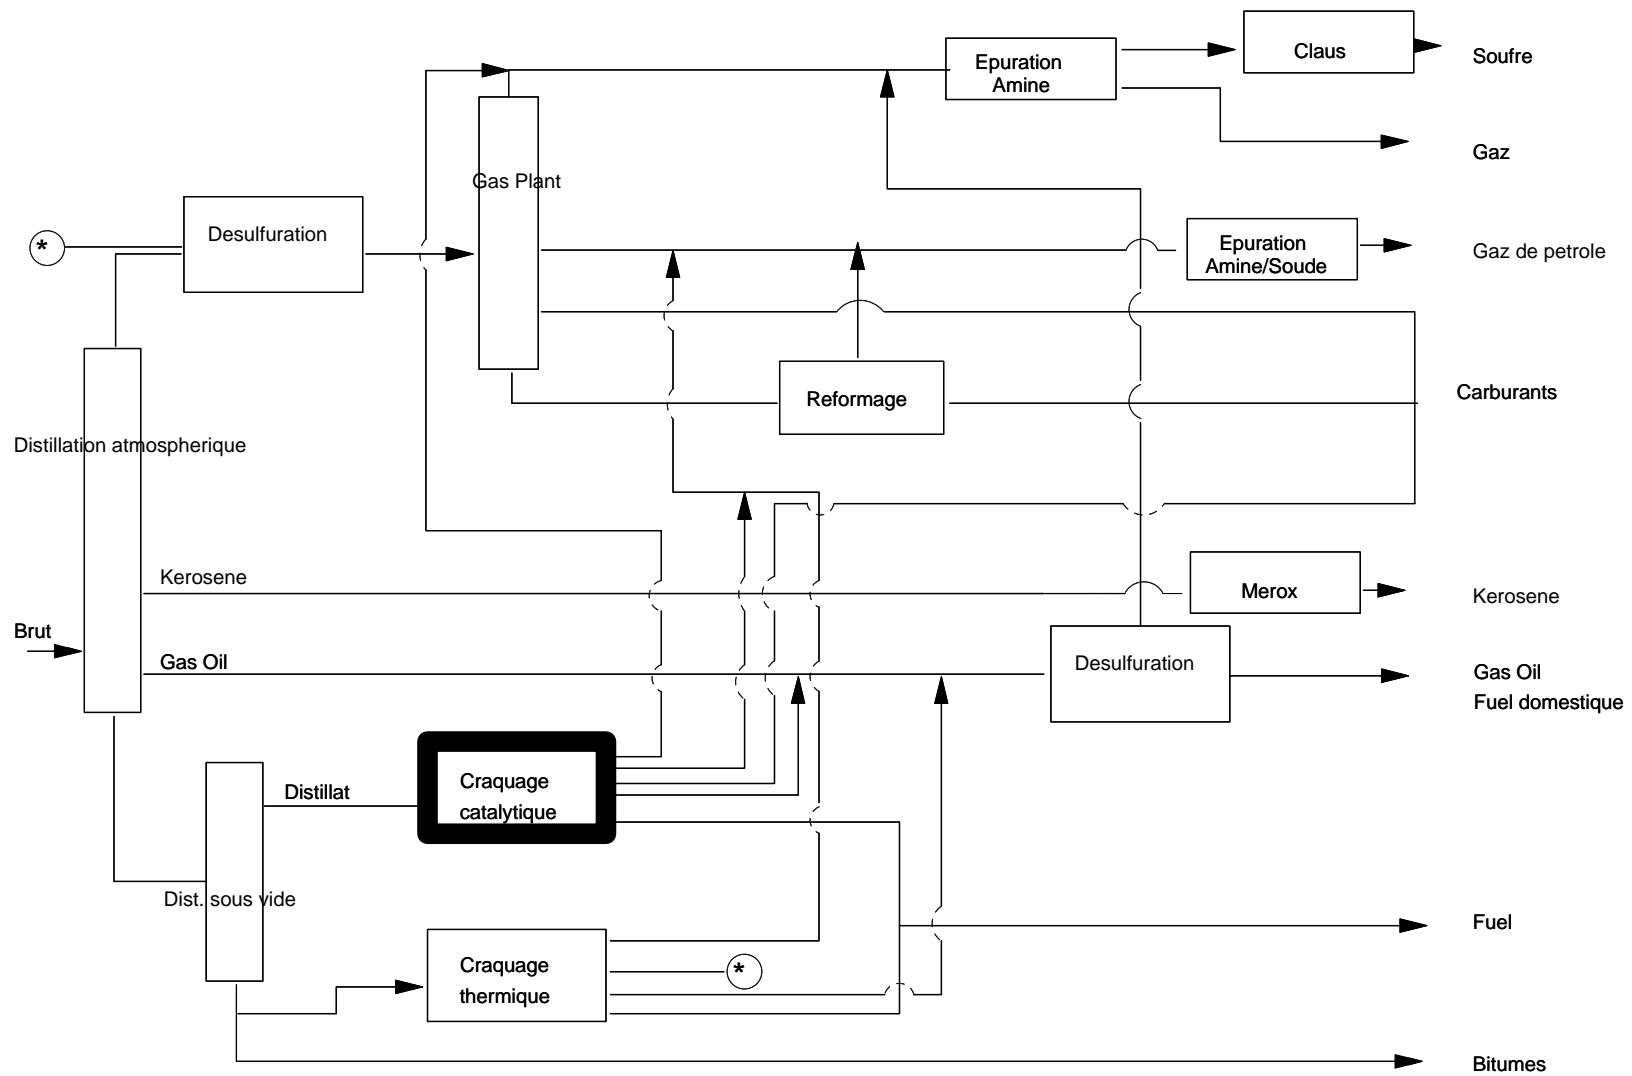 Epuration
Amine
Claus
Soufre
Gaz
Gas Plant
Desulfuration
*
Epuration
Amine/Soude
Gaz de petrole
Reformage
Carburants
Distillation atmospherique
Kerosene
Merox
Kerosene
Brut
Gas Oil
Desulfuration
Gas Oil
Fuel domestique
Distillat
Craquage
catalytique
Dist. sous vide
Fuel
Craquage
thermique
*
Bitumes